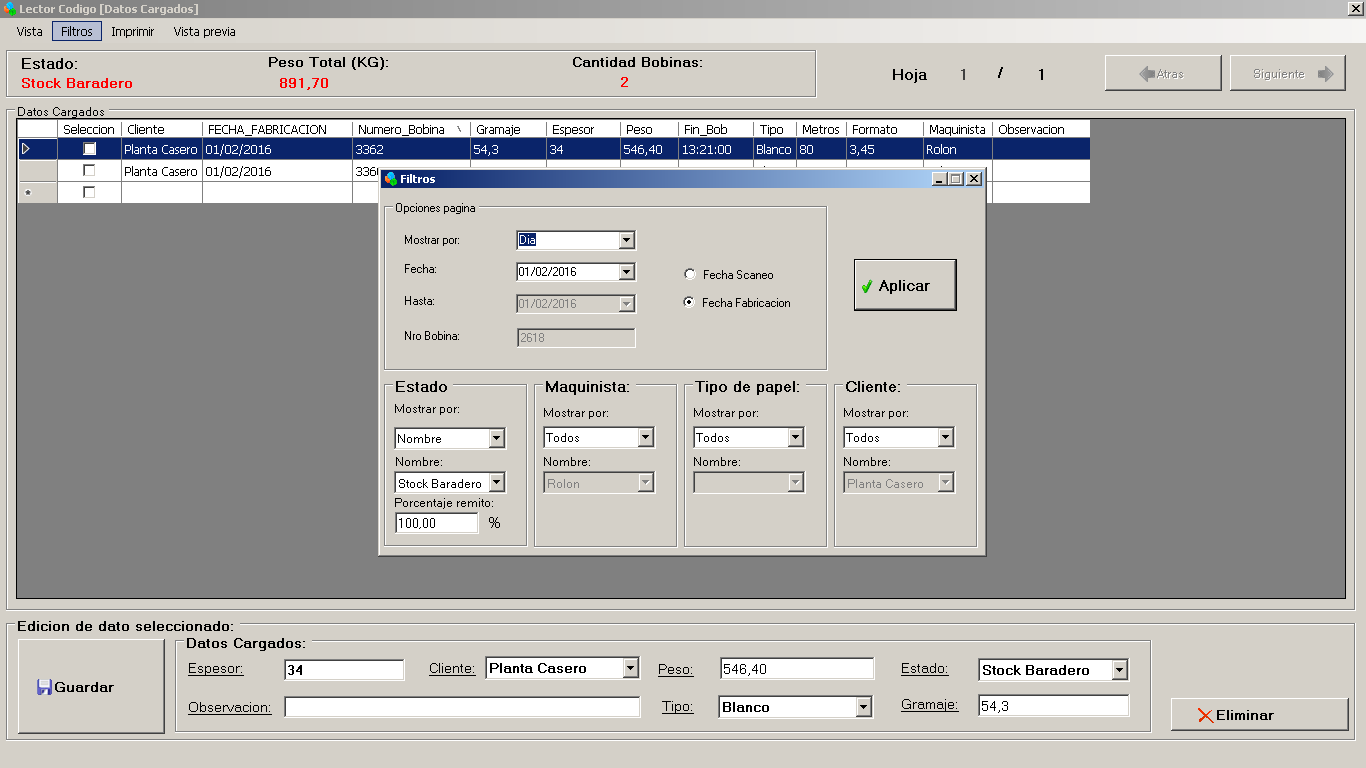 Lector Codigo [Datos Cargados]
Vista Filtros Imprimir Vista previa
Estado: Peso Total (KG): Cantidad Bobinas:
Stock Baradero 891,70 2
Hoja 1 / 1
Atras Siguiente
Datos Cargados
Seleccion Cliente FECHA_FABRICACION Numero_Bobina Gramaje Espesor Peso Fin_Bob Tipo Metros Formato Maquinista Observacion
Planta Casero 01/02/2016 3362 54,3 34 546,40 13:21:00 Blanco 80 3,45 Rolon
Planta Casero 01/02/2016
*
Filtros
Opciones pagina
Mostrar por: Dia
Fecha: 01/02/2016 Fecha Scaneo
Hasta: 01/02/2016 Fecha Fabricacion
Nro Bobina: 2618
Aplicar
Estado Maquinista: Tipo de papel: Cliente:
Mostrar por: Mostrar por: Mostrar por: Mostrar por:
Nombre Todos Todos Todos
Nombre: Nombre: Nombre: Nombre:
Stock Baradero Rolon Planta Casero
Porcentaje remito:
100,00 %
Edicion de dato seleccionado:
Guardar
Datos Cargados:
Espesor: 34 Cliente: Planta Casero Peso: 546,40 Estado: Stock Baradero
Observacion: Tipo: Blanco Gramaje: 54,3
Eliminar